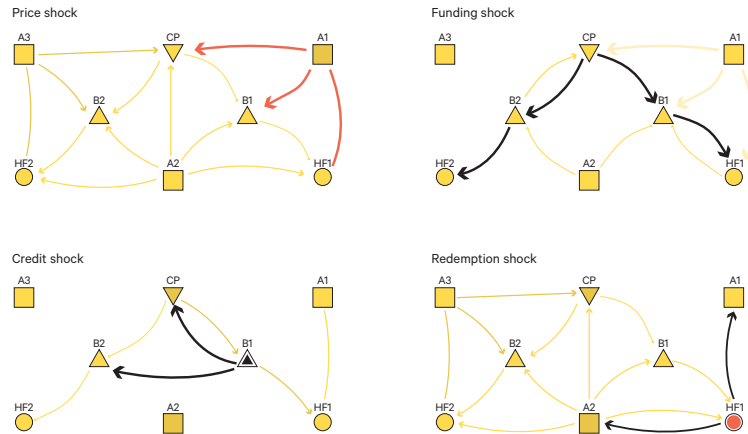 Price shock
A3
CP
A1
B2
B1
HF2
A2
HF1
Funding shock
A3
CP
A1
B2
B1
HF2
A2
HF1
Credit shock
A3
CP
A1
B2
B1
HF2
A2
HF1
Redemption shock
A3
CP
A1
B2
B1
HF2
A2
HF1